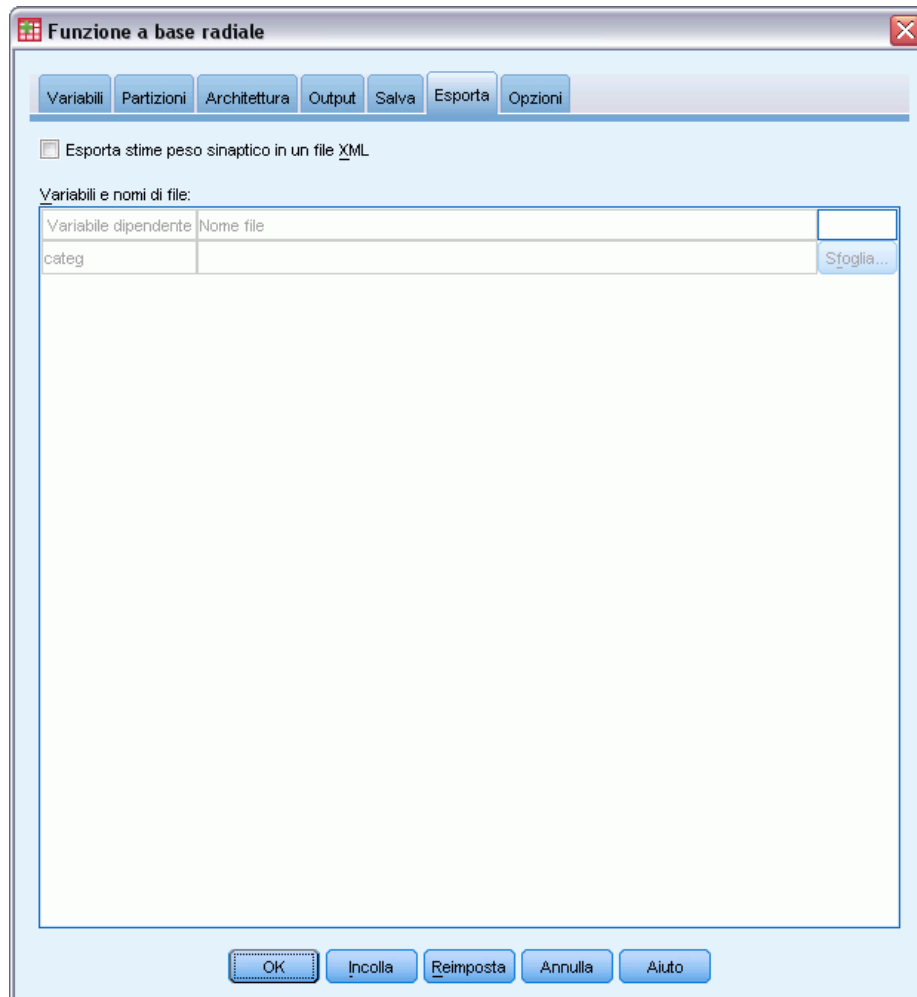 Funzione a base radiale
Variabili Partizioni Architettura Output Salva Esporta Opzioni
Esporta stime peso sinaptico in un file XML
Variabili e nomi di file:
Variabile dipendente Nome file
categ Sfoglia...
OK Incolla Reimposta Annulla Aiuto